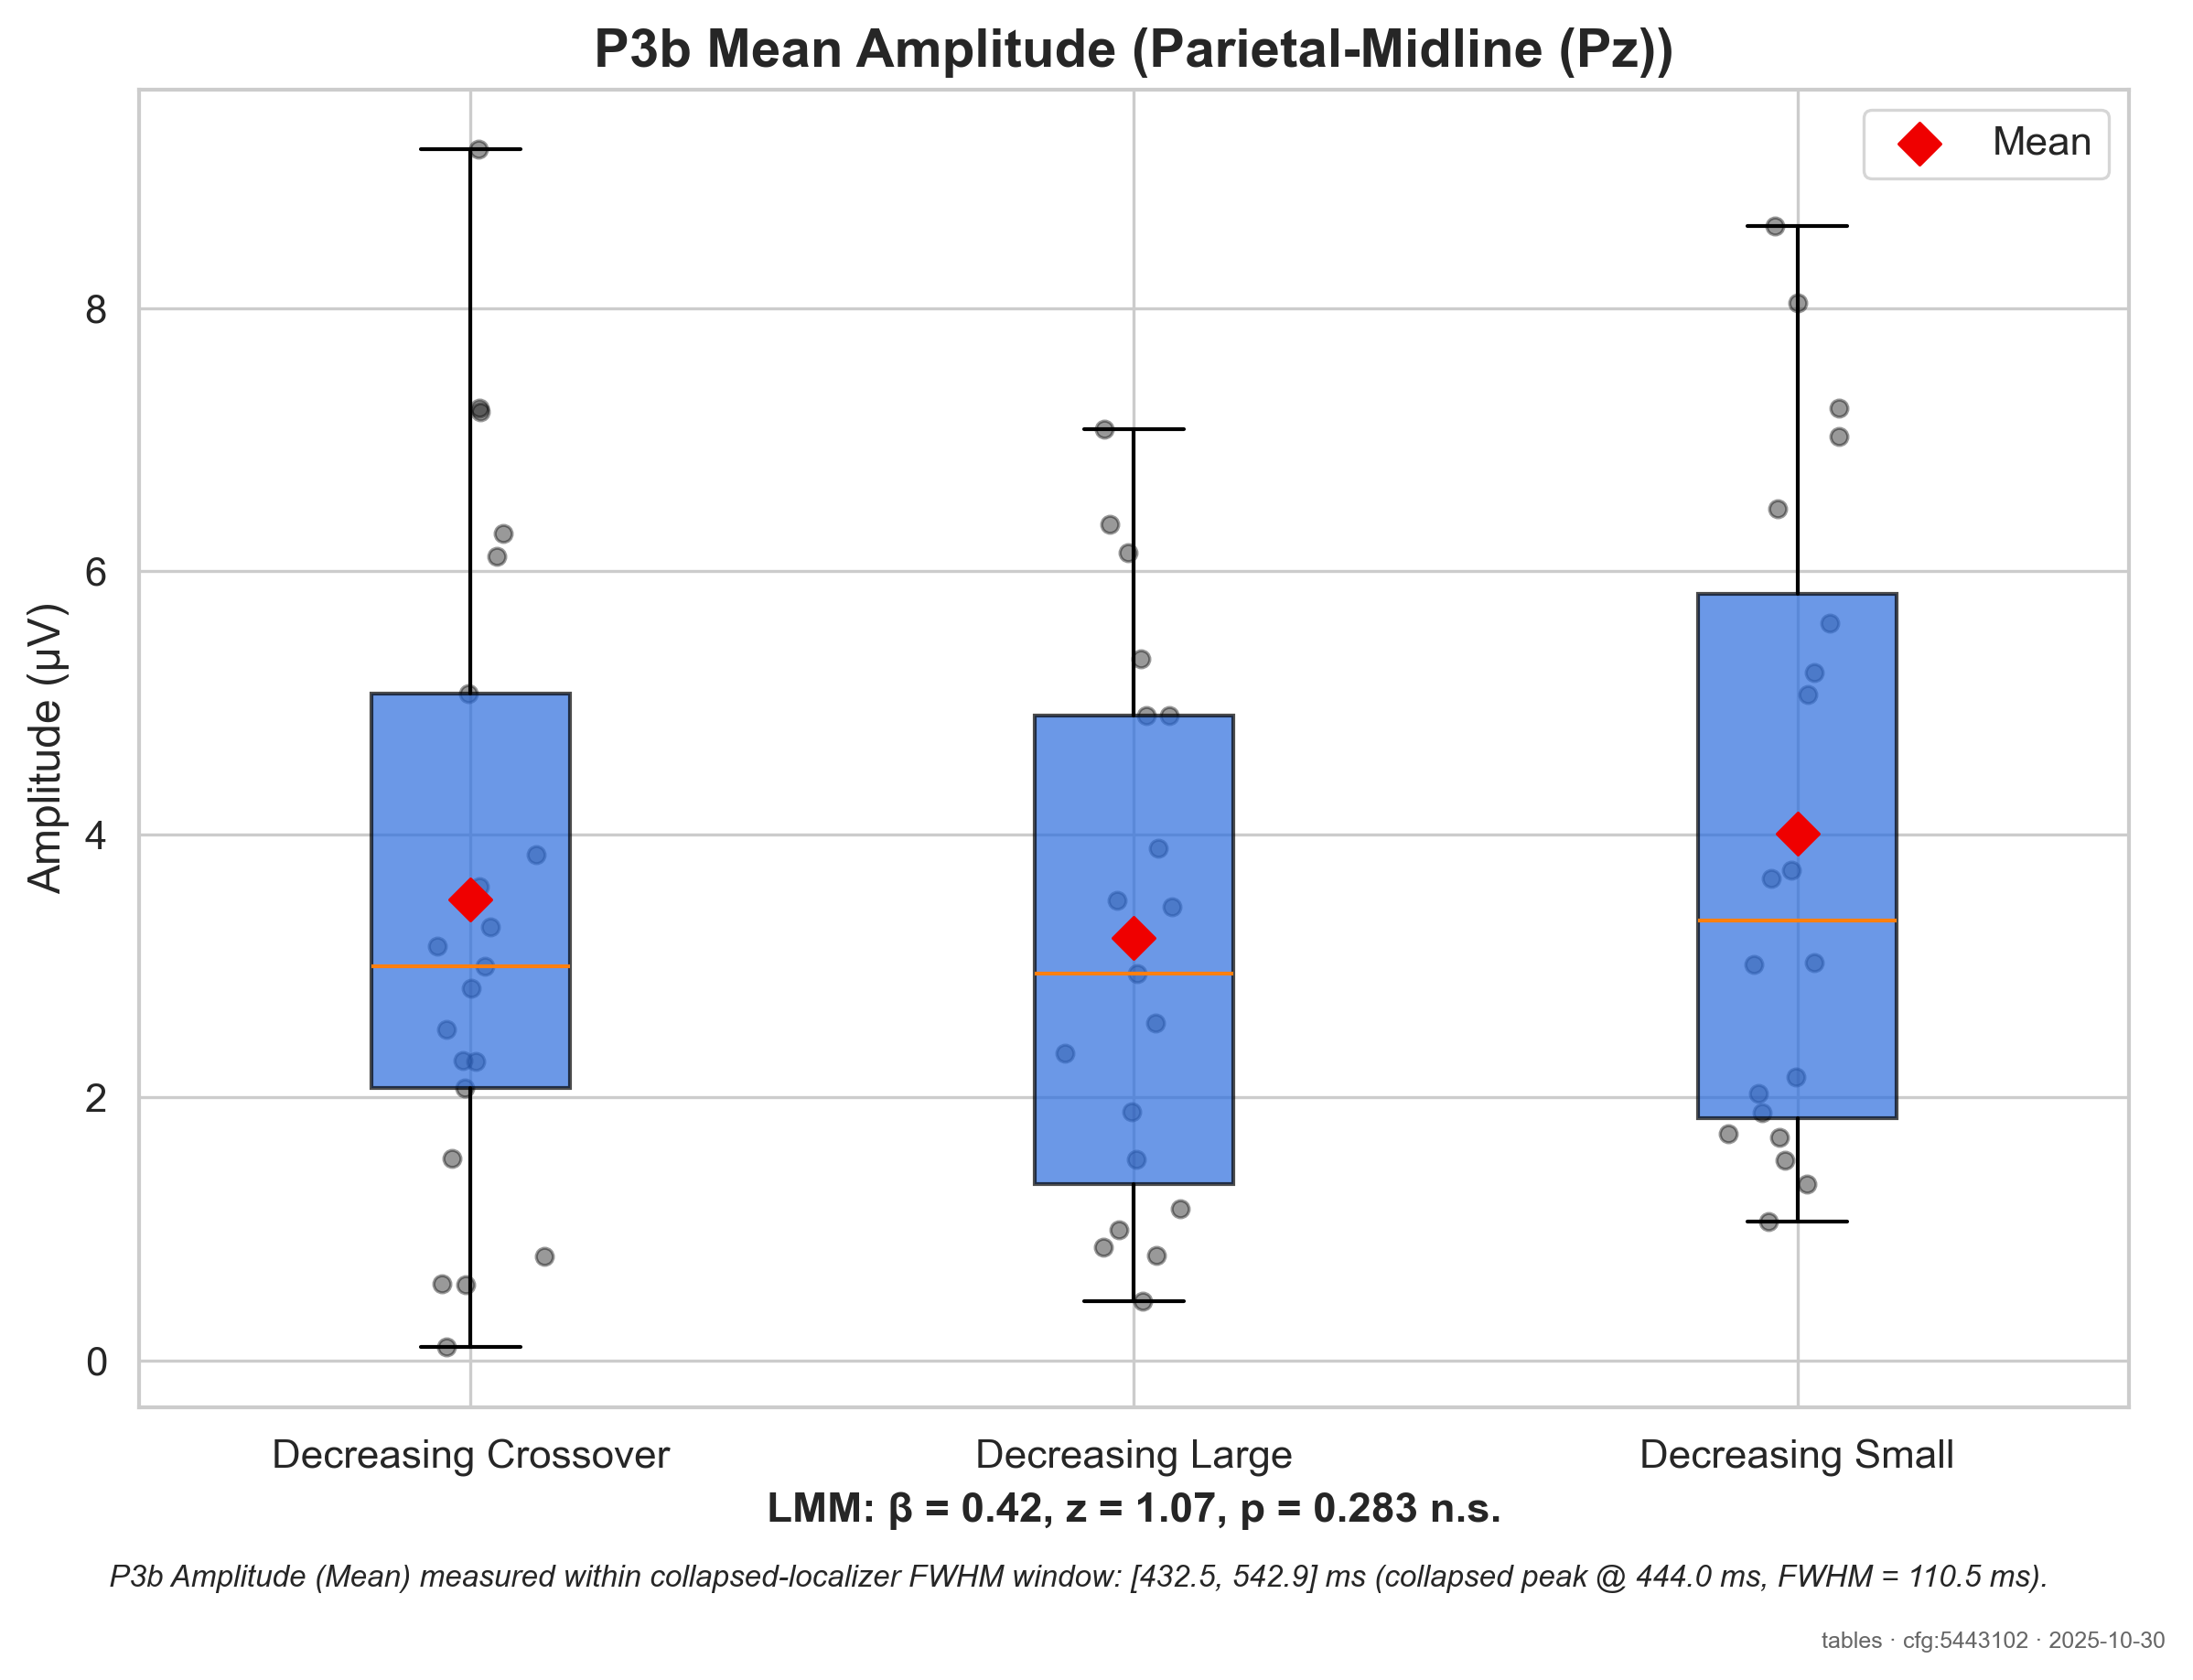 P3b Mean Amplitude (Parietal-Midline (Pz))
Mean
Amplitude (µV)
8
6
4
2
0
Decreasing Crossover
Decreasing Large
Decreasing Small
LMM: β = 0.42, z = 1.07, p = 0.283 n.s.
P3b Amplitude (Mean) measured within collapsed-localizer FWHM window: [432.5, 542.9] ms (collapsed peak @ 444.0 ms, FWHM = 110.5 ms).
tables · cfg:5443102 · 2025-10-30